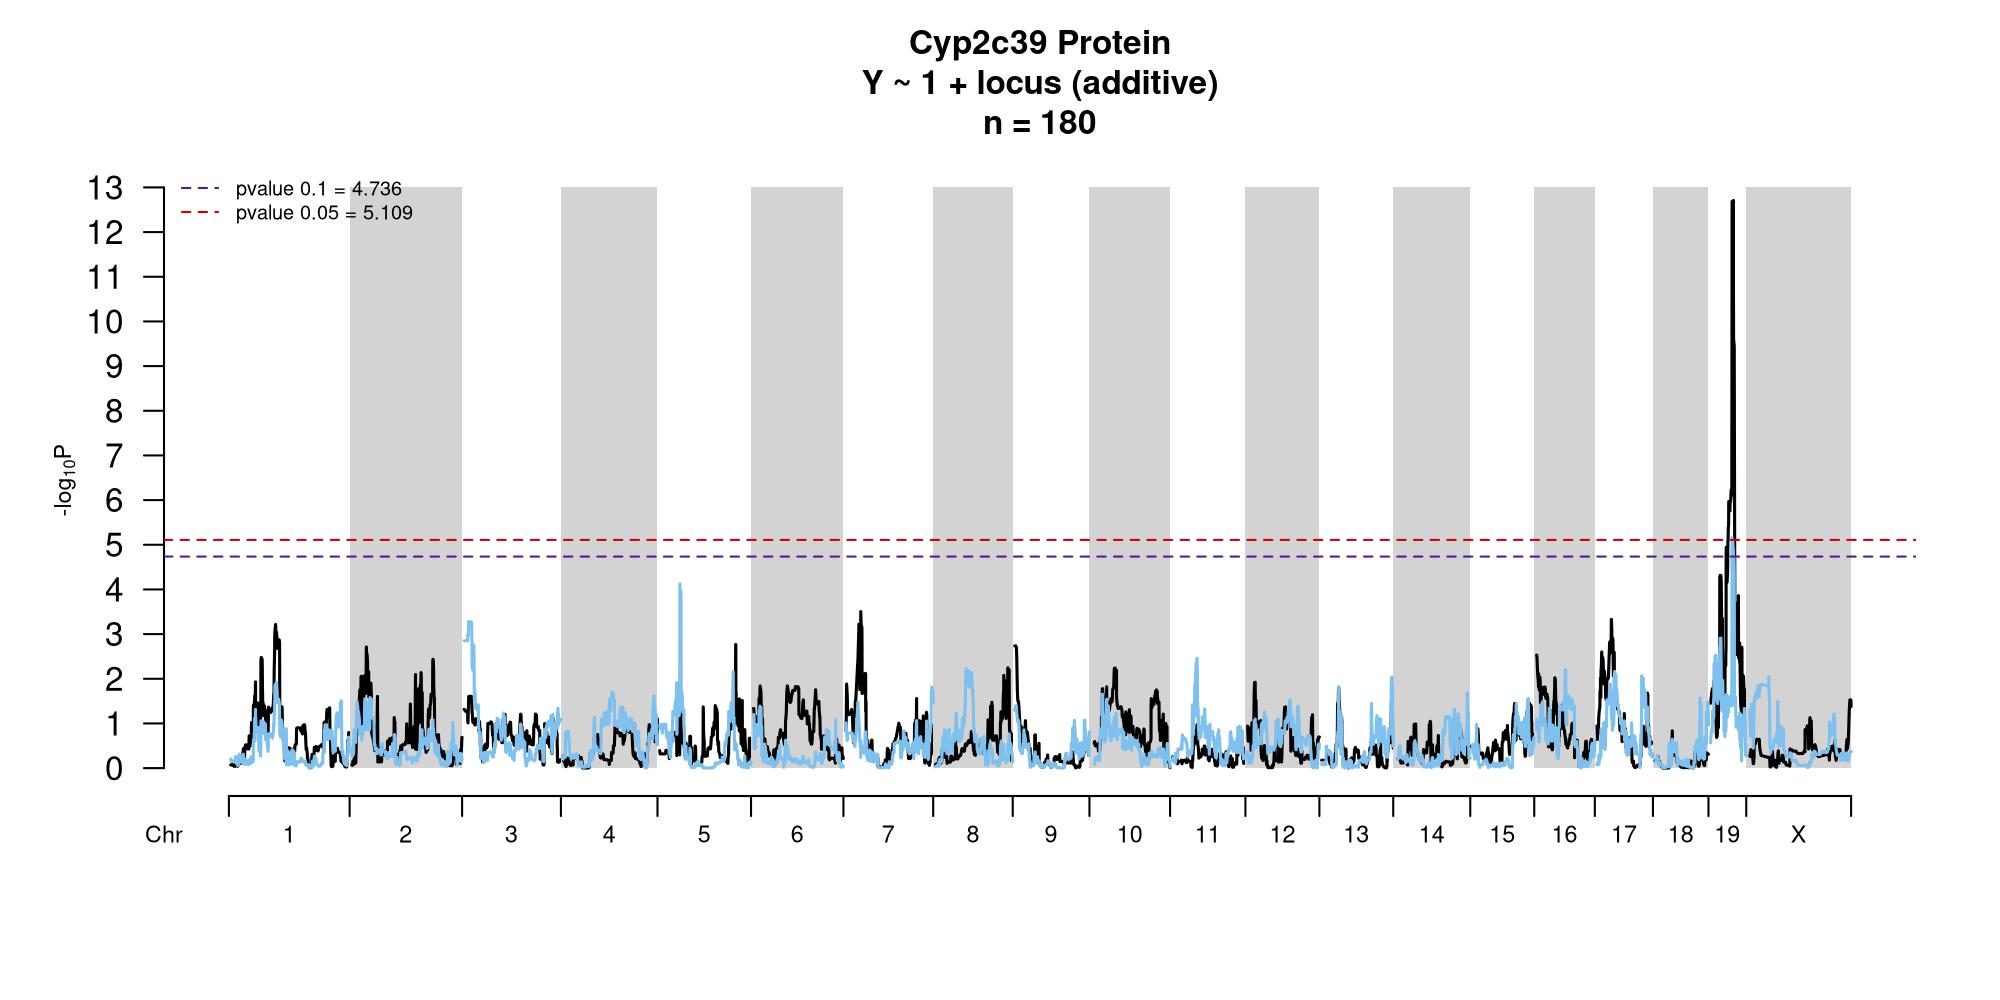 Cyp2c39 Protein
Y ~ 1 + locus (additive)
n = 180
pvalue 0.1 = 4.736
pvalue 0.05 = 5.109
13
12
11
10
9
8
7
6
5
4
3
2
1
0
-log10P
Chr 1 2 3 4 5 6 7 8 9 10 11 12 13 14 15 16 17 18 19 X